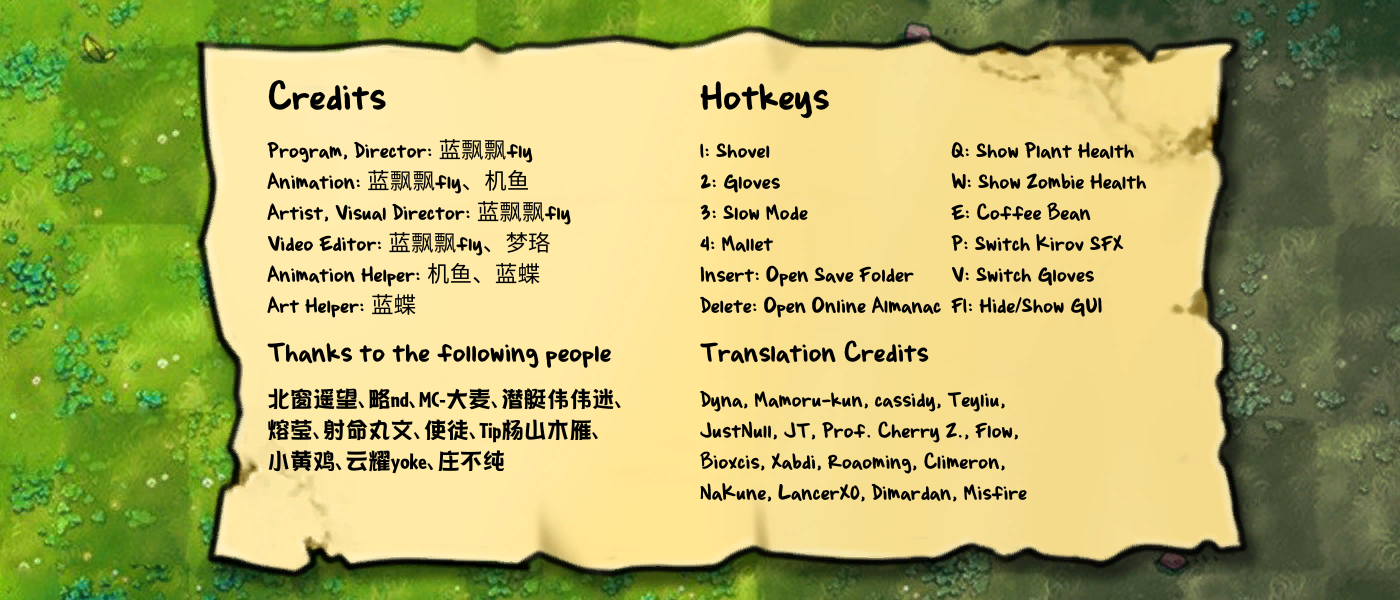 Credits
Program, Director: 蓝飘飘fly
Animation: 蓝飘飘fly、机鱼
Artist, Visual Director: 蓝飘飘fly
Video Editor: 蓝飘飘fly、梦珞
Animation Helper: 机鱼、蓝蝶
Art Helper: 蓝蝶
Thanks to the following people
北窗遥望、略nd、MC-大麦、潜艇伟伟迷、
熔莹、射命丸文、使徒、Tip杨山木雁、
小黄鸡、云耀yoke、庄不纯
Hotkeys
1: Shovel
2: Gloves
3: Slow Mode
4: Mallet
Insert: Open Save Folder
Delete: Open Online Almanac
Q: Show Plant Health
W: Show Zombie Health
E: Coffee Bean
P: Switch Kirov SFX
V: Switch Gloves
F1: Hide/Show GUI
Translation Credits
Dyna, Mamoru-kun, cassidy, Teyliu,
JustNull, JT, Prof. Cherry Z., Flow,
Bioxcis, Xabdi, Roaoming, Climeron,
NaKune, LancerXO, Dimardan, Misfire